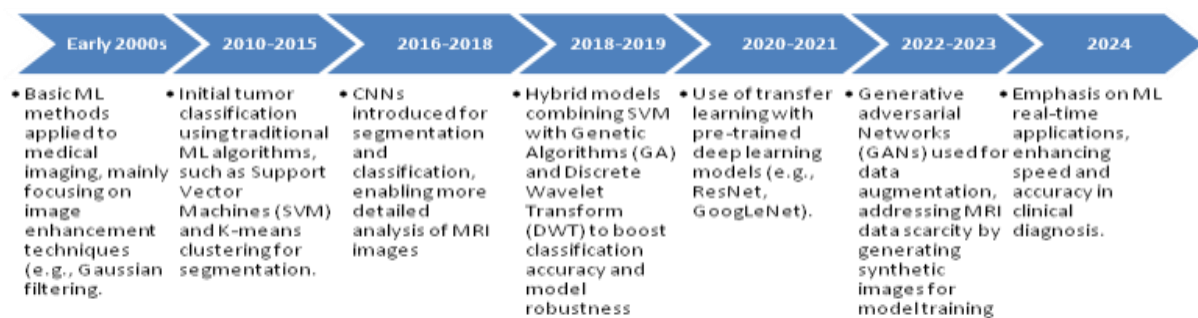 Early 2000s
2010-2015
2016-2018
2018-2019
2020-2021
2022-2023
2024
• Basic ML
methods
applied to
medical
imaging, mainly
focusing on
image
enhancement
techniques
(e.g., Gaussian
filtering.
• Initial tumor
classification
using traditional
ML algorithms,
such as Support
Vector
Machines (SVM)
and K-means
clustering for
segmentation.
• CNNs
introduced for
segmentation
and
classification,
enabling more
detailed
analysis of MRI
images
• Hybrid models
combining SVM
with Genetic
Algorithms (GA)
and Discrete
Wavelet
Transform
(DWT) to boost
classification
accuracy and
model
robustness
• Use of transfer
learning with
pre-trained
deep learning
models (e.g.,
ResNet,
GoogLeNet).
• Generative
adversarial
Networks
(GANs) used for
data
augmentation,
addressing MRI
data scarcity by
generating
synthetic
images for
model training
• Emphasis on ML
real-time
applications,
enhancing
speed and
accuracy in
clinical
diagnosis.